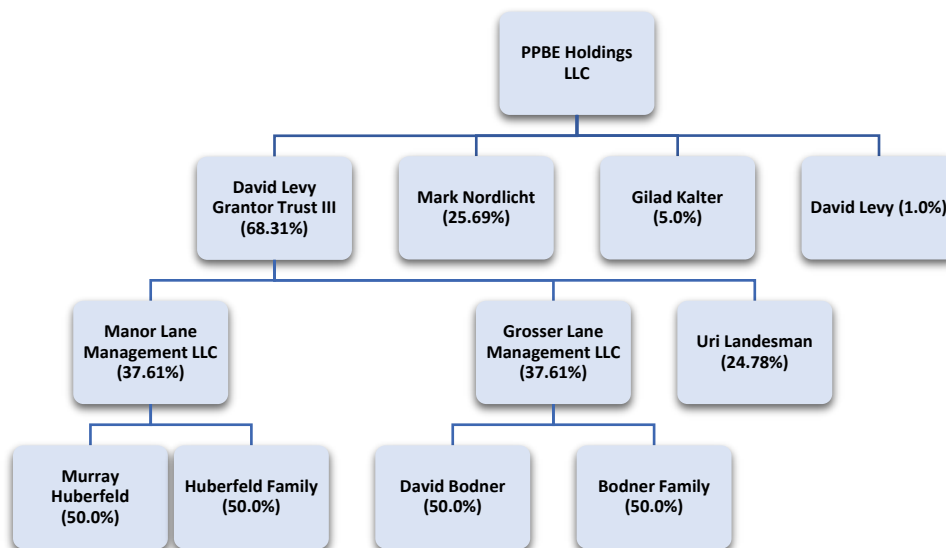 PPBE Holdings
LLC
David Levy
Grantor Trust III
(68.31%)
Mark Nordlicht
(25.69%)
Gilad Kalter
(5.0%)
David Levy (1.0%)
Manor Lane
Management LLC
(37.61%)
Grosser Lane
Management LLC
(37.61%)
Uri Landesman
(24.78%)
Murray
Huberfeld
(50.0%)
Huberfeld Family
(50.0%)
David Bodner
(50.0%)
Bodner Family
(50.0%)